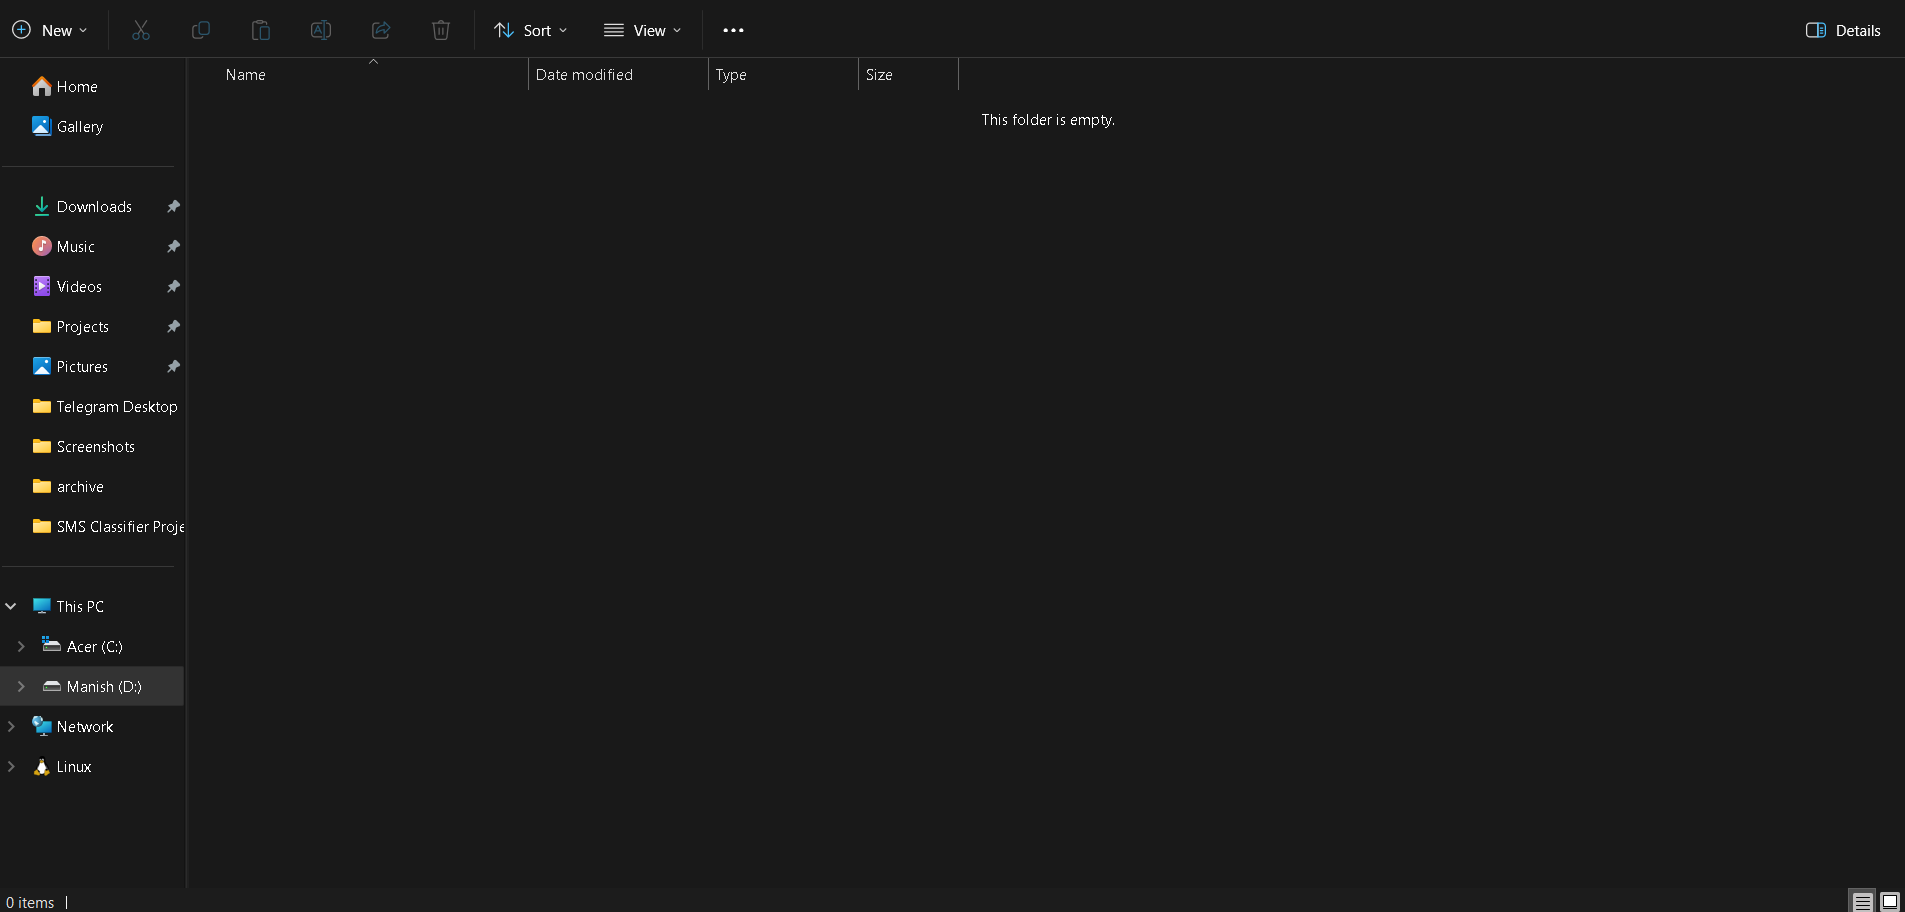 New
Sort
View
Details
Name
Date modified
Type
Size
This folder is empty.
Home
Gallery
Downloads
Music
Videos
Projects
Pictures
Telegram Desktop
Screenshots
archive
SMS Classifier Proje
This PC
Acer (C:)
Manish (D:)
Network
Linux
0 items